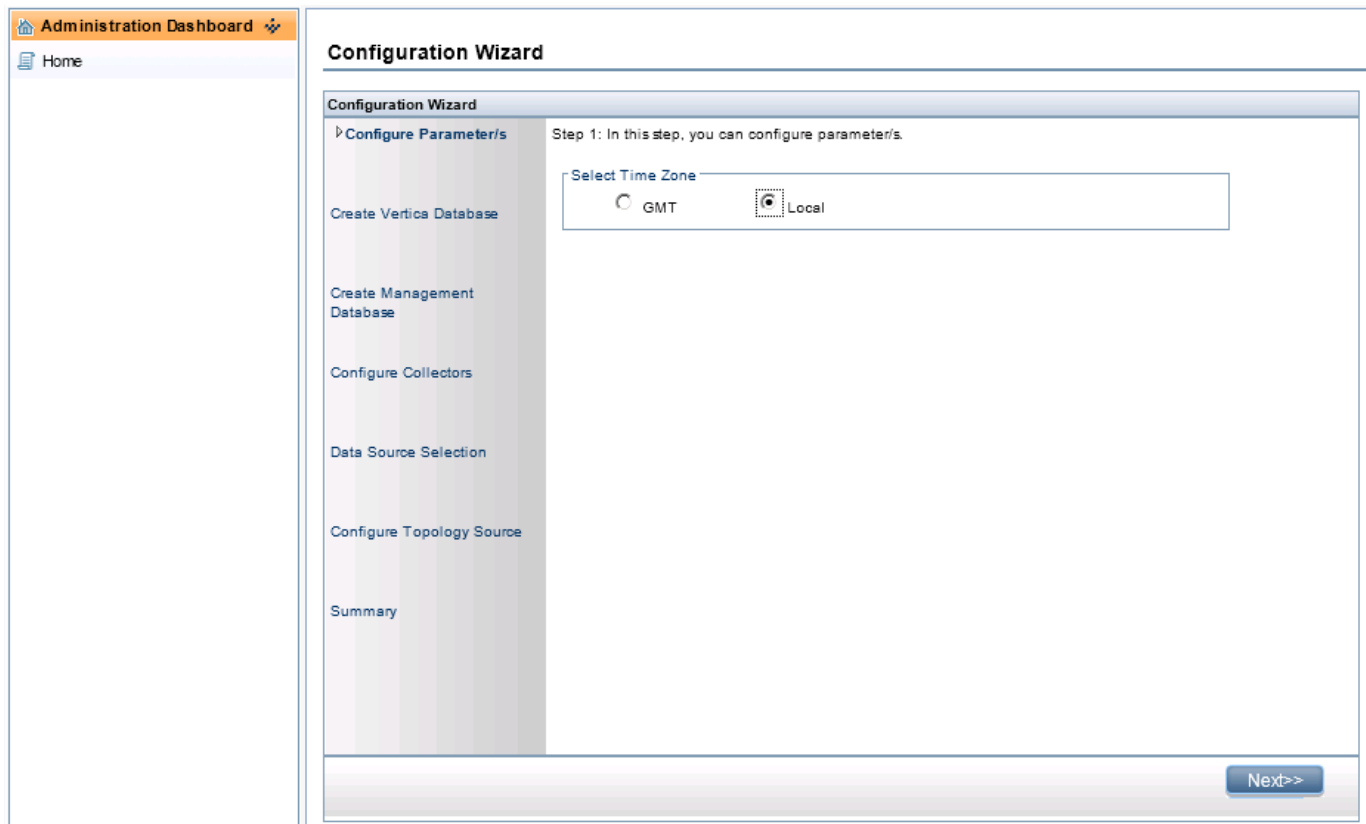 Administration Dashboard
Home
Configuration Wizard
Configuration Wizard
Configure Parameter/s
Create Vertica Database
Create Management
Database
Configure Collectors
Data Source Selection
Configure Topology Source
Summary
Step 1: In this step, you can configure parameter/s.
Select Time Zone
GMT Local
Next>>